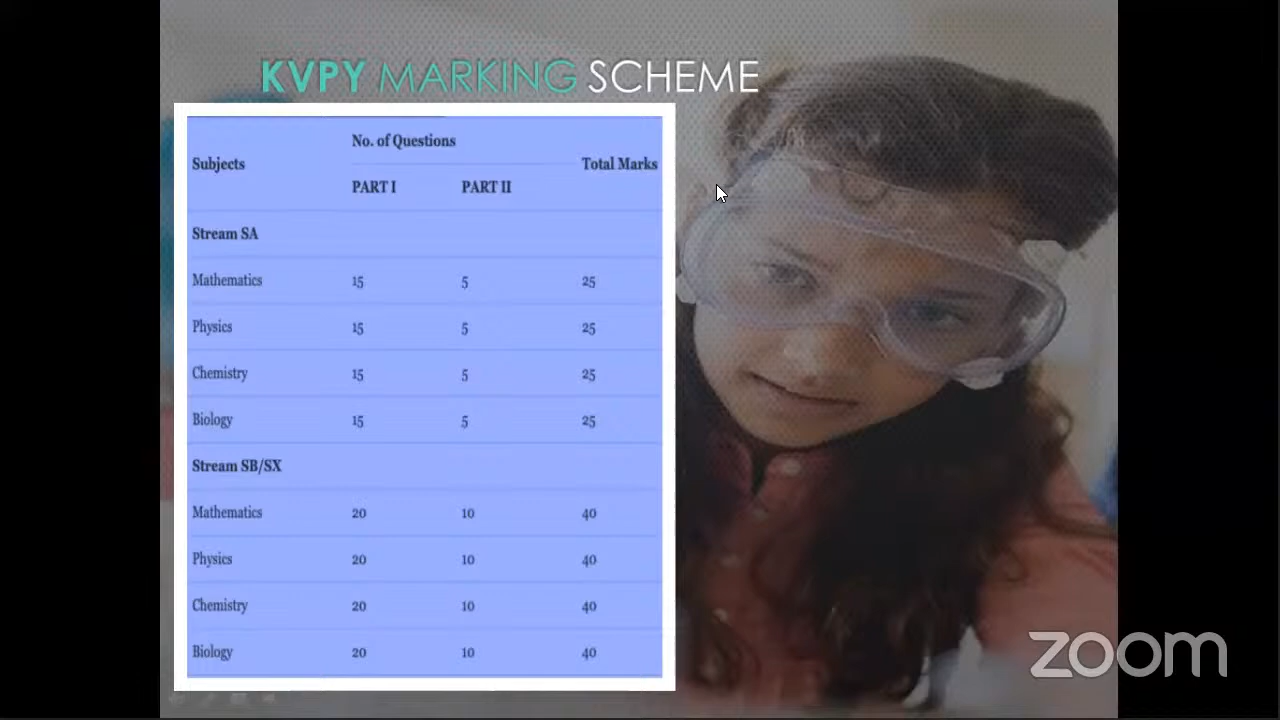 KVPY MARKING SCHEME
No. of Questions
Subjects Total Marks
PART I PART II
Stream SA
Mathematics 15 5 25
Physics 15 5 25
Chemistry 15 5 25
Biology 15 5 25
Stream SB/SX
Mathematics 20 10 40
Physics 20 10 40
Chemistry 20 10 40
Biology 20 10 40
zoom